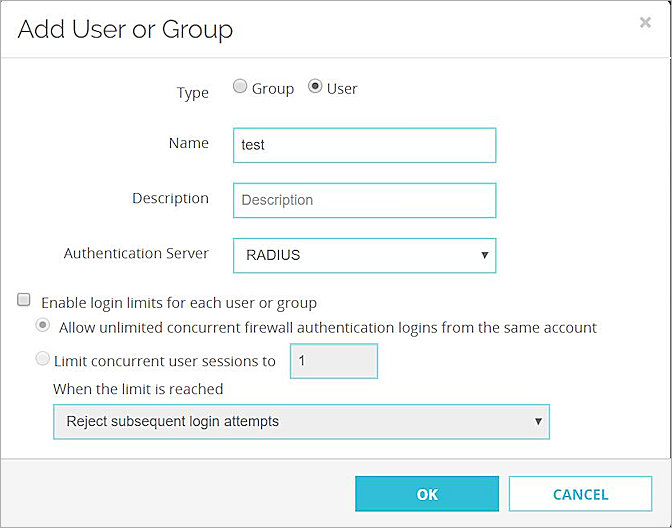 Add User or Group ×
Type Group User
Name test
Description Description
Authentication Server RADIUS
Enable login limits for each user or group
Allow unlimited concurrent firewall authentication logins from the same account
Limit concurrent user sessions to 1
When the limit is reached
Reject subsequent login attempts
OK CANCEL